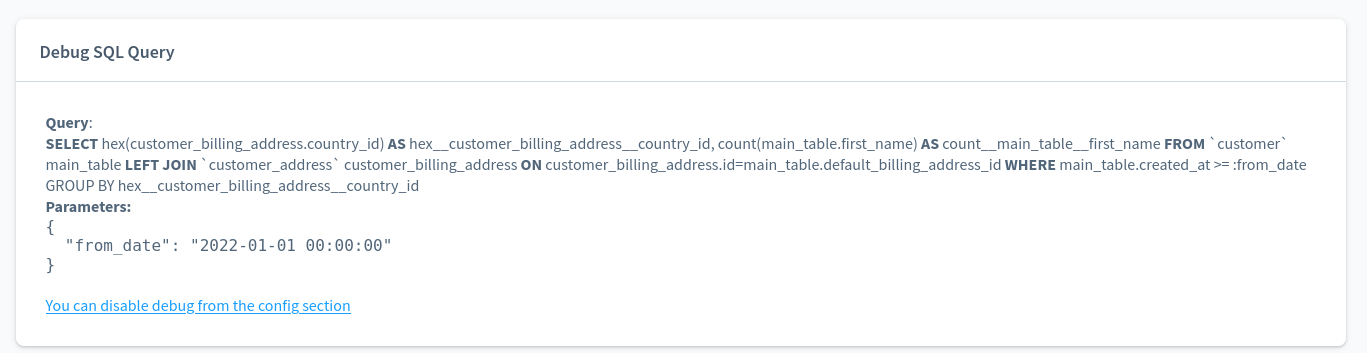 Debug SQL Query
Query:
SELECT hex(customer_billing_address.country_id) AS hex__customer_billing_address__country_id, count(main_table.first_name) AS count__main_table__first_name FROM `customer`
main_table LEFT JOIN `customer_address` customer_billing_address ON customer_billing_address.id=main_table.default_billing_address_id WHERE main_table.created_at >= :from_date
GROUP BY hex__customer_billing_address__country_id
Parameters:
{
  "from_date": "2022-01-01 00:00:00"
}
You can disable debug from the config section